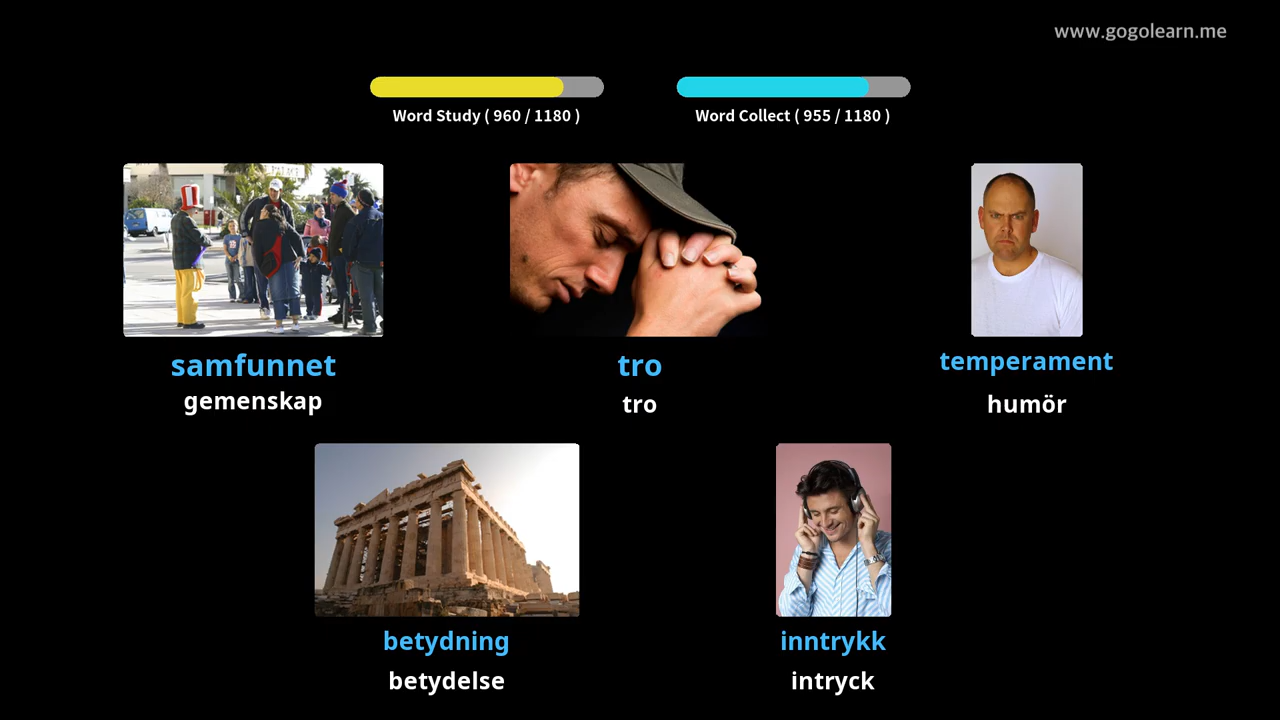 www.gogolearn.me
Word Study ( 960 / 1180 )
Word Collect ( 955 / 1180 )
samfunnet
gemenskap
tro
tro
temperament
humör
betydning
betydelse
inntrykk
intryck